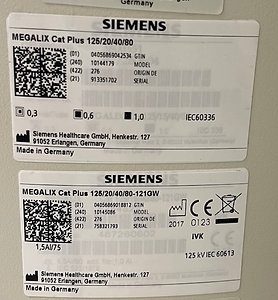 Germany
Germany
SIEMENS
MEGALIX Cat Plus 125/20/40/80
(01) 04056869042534 GTIN
(240) 10144179 MODEL
(422) 276 ORIGIN DE
(21) 913351702 SERIAL
0,3 0,6 1,0 IEC60336
Siemens Healthcare GmbH, Henkestr. 127
91052 Erlangen, Germany
Made in Germany
SIEMENS
MEGALIX Cat Plus 125/20/40/80-121GW
(01) 04056869018812 GTIN
(240) 10145086 MODEL
(422) 276 ORIGIN DE
(21) 758321793 SERIAL
2017
0123
IVK
1,5Al/75
125 kV IEC 60613
Siemens Healthcare GmbH, Henkestr. 127
91052 Erlangen, Germany
Made in Germany